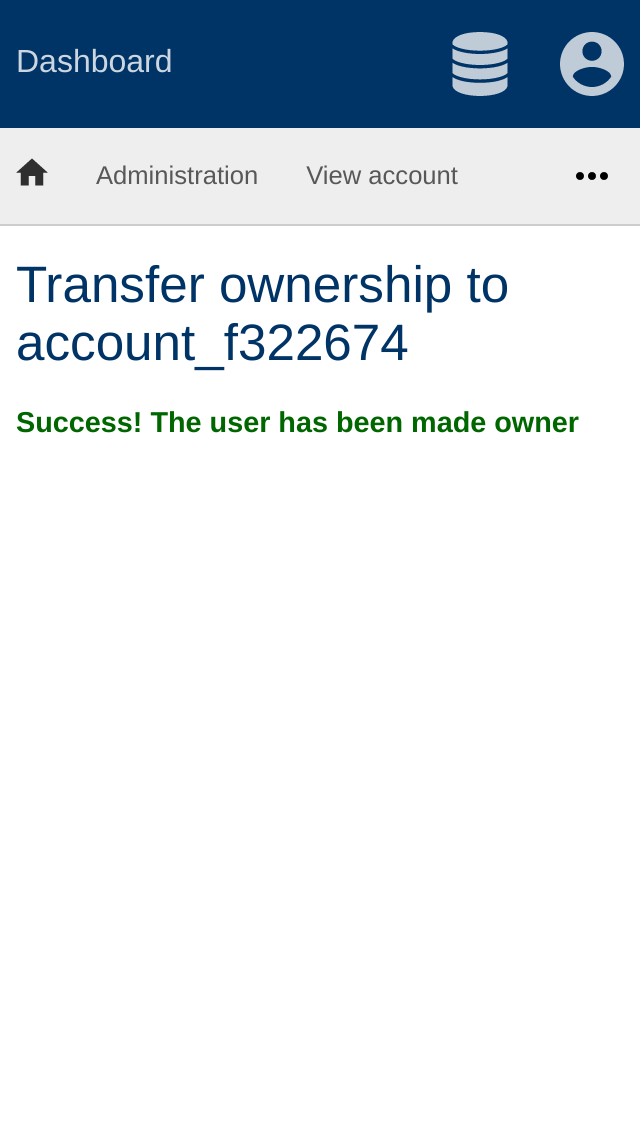 Dashboard
Administration View account
Transfer ownership to
account_f322674
Success! The user has been made owner